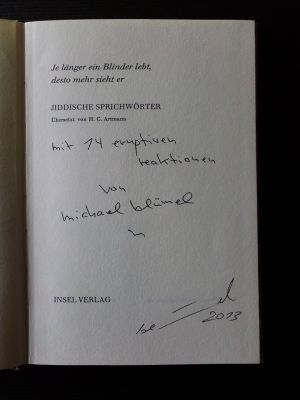 Je länger ein Blinder lebt,
desto mehr sieht er
JIDDISCHE SPRICHWÖRTER
Übersetzt von H. C. Artmann
mit 14 eruptiven
reaktionen
von
michael blümel
INSEL VERLAG
2013